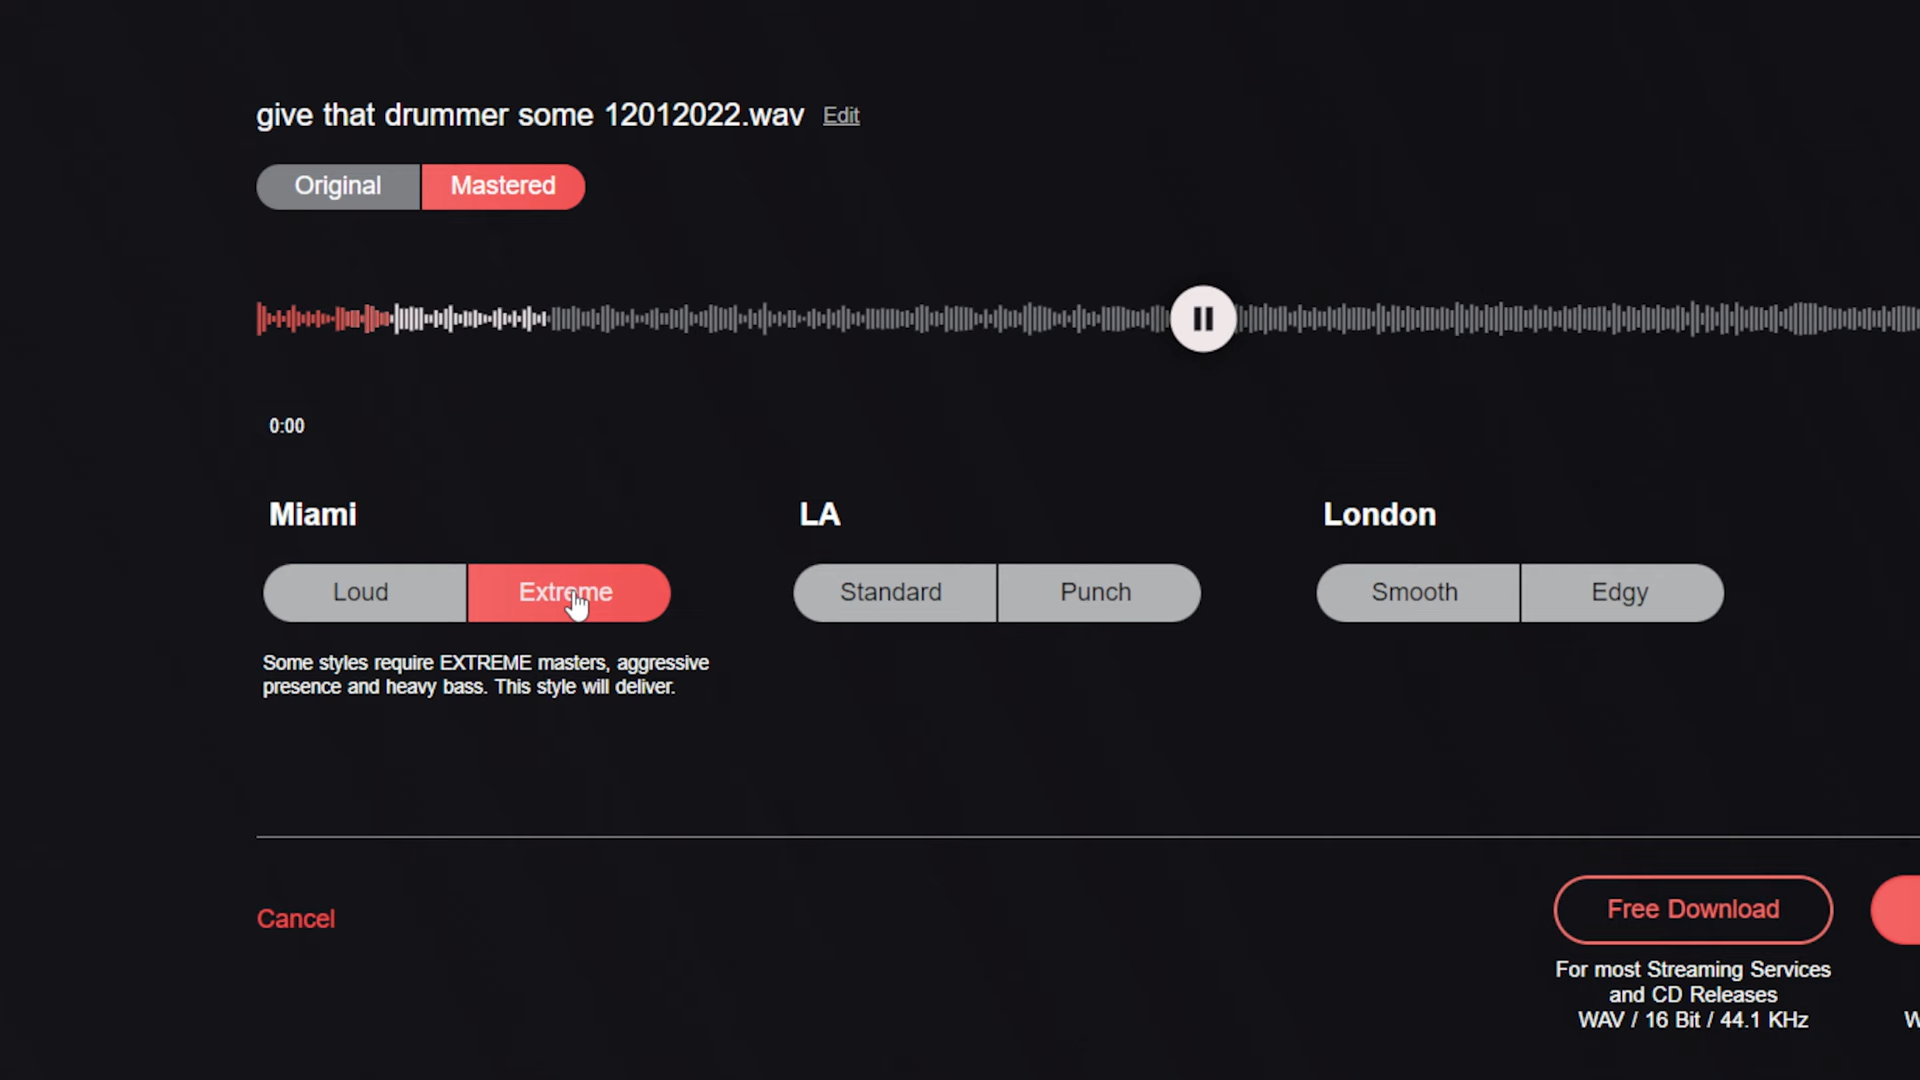 give that drummer some 12012022.wav Edit
Original Mastered
0:00
Miami LA London
Loud Extreme Standard Punch Smooth Edgy
Some styles require EXTREME masters, aggressive
presence and heavy bass. This style will deliver.
Cancel
Free Download
For most Streaming Services
and CD Releases
WAV / 16 Bit / 44.1 KHz